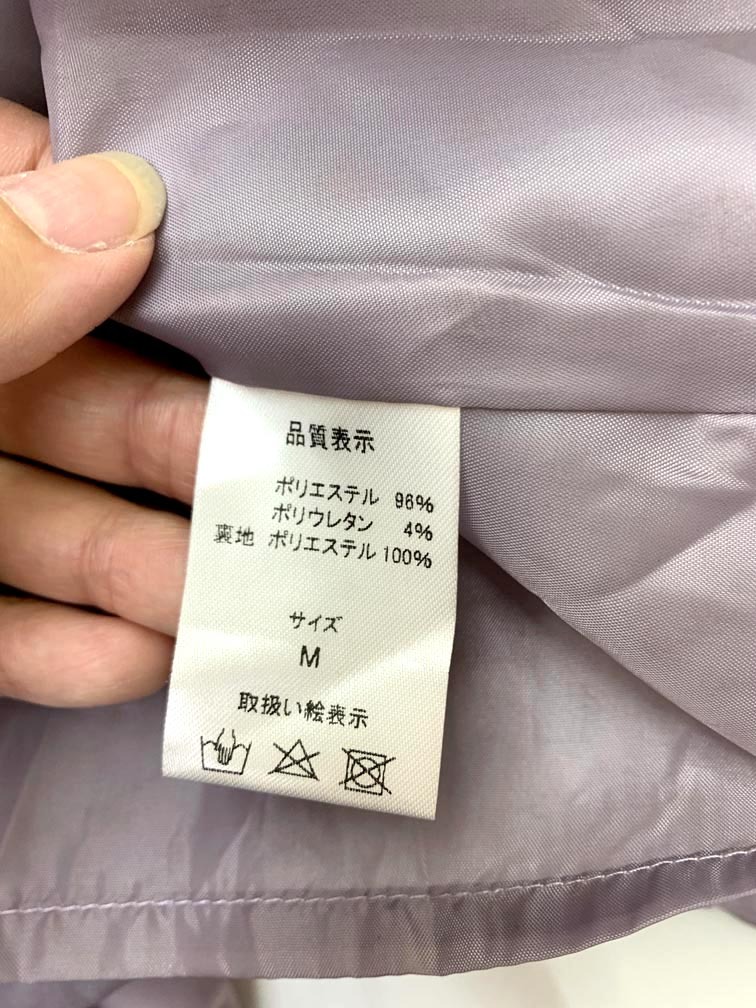 品質表示
ポリエステル 96%
ポリウレタン 4%
裏地 ポリエステル 100%
サイズ
M
取扱い絵表示